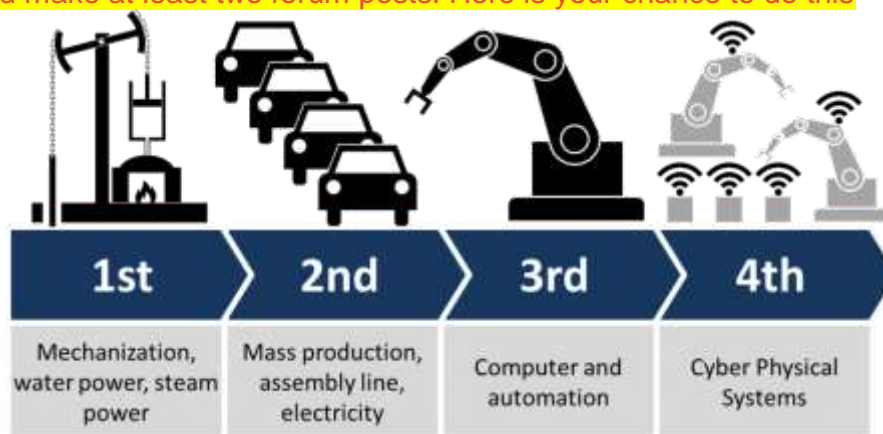 make at least two forum posts. Here is your chance to do this
1st
2nd
3rd
4th
Mechanization,
water power, steam
power
Mass production,
assembly line,
electricity
Computer and
automation
Cyber Physical
Systems